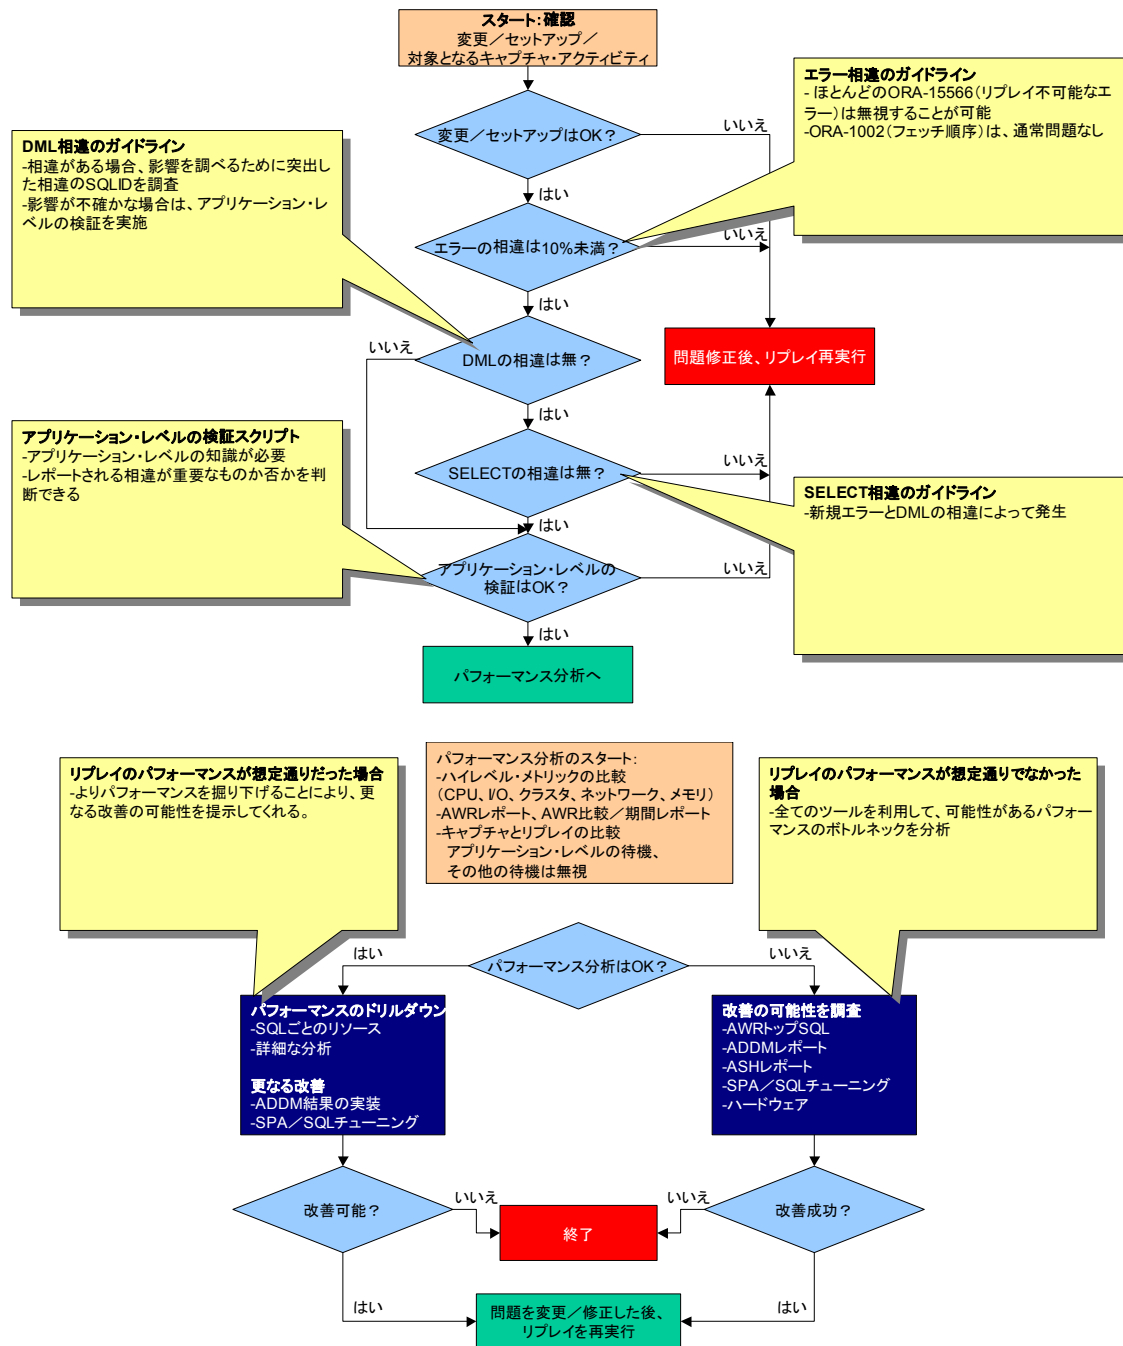 スタート:確認
変更／セットアップ／
対象となるキャプチャ・アクティビティ
エラー相違のガイドライン
- ほとんどのORA-15566(リプレイ不可能なエ
ラー)は無視することが可能
-ORA-1002(フェッチ順序)は、通常問題なし
変更／セットアップはOK？
いいえ
はい
DML相違のガイドライン
-相違がある場合、影響を調べるために突出し
た相違のSQLIDを調査
-影響が不確かな場合は、アプリケーション・レ
ベルの検証を実施
エラーの相違は10%未満？
いいえ
はい
DMLの相違は無？
いいえ
はい
問題修正後、リプレイ再実行
アプリケーション・レベルの検証スクリプト
-アプリケーション・レベルの知識が必要
-レポートされる相違が重要なものか否かを判
断できる
SELECTの相違は無？
いいえ
はい
SELECT相違のガイドライン
-新規エラーとDMLの相違によって発生
アプリケーション・レベルの
検証はOK？
いいえ
はい
パフォーマンス分析へ
リプレイのパフォーマンスが想定通りだった場合
-よりパフォーマンスを掘り下げることにより、更
なる改善の可能性を提示してくれる。
パフォーマンス分析のスタート:
-ハイレベル・メトリックの比較
(CPU、I/O、クラスタ、ネットワーク、メモリ)
-AWRレポート、AWR比較／期間レポート
-キャプチャとリプレイの比較
アプリケーション・レベルの待機、
その他の待機は無視
リプレイのパフォーマンスが想定通りでなかった
場合
-全てのツールを利用して、可能性があるパフォー
マンスのボトルネックを分析
パフォーマンス分析はOK？
はい
いいえ
パフォーマンスのドリルダウン
-SQLごとのリソース
-詳細な分析
更なる改善
-ADDM結果の実装
-SPA／SQLチューニング
改善の可能性を調査
-AWRトップSQL
-ADDMレポート
-ASHレポート
-SPA／SQLチューニング
-ハードウェア
改善可能？
いいえ
終了
いいえ
改善成功？
はい
問題を変更／修正した後、
リプレイを再実行
はい